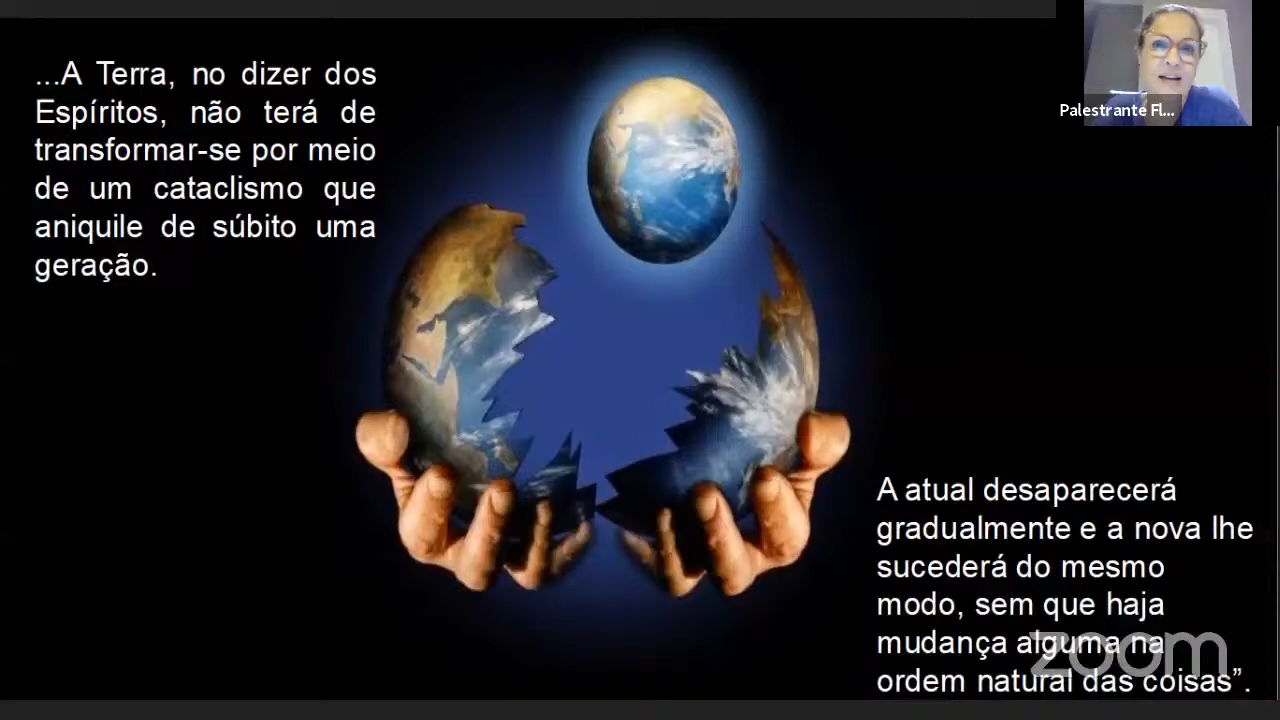 ...A Terra, no dizer dos
Espíritos, não terá de
transformar-se por meio
de um cataclismo que
aniquile de súbito uma
geração.
Palestrante Fl...
A atual desaparecerá
gradualmente e a nova lhe
sucederá do mesmo
modo, sem que haja
mudança alguma na
ordem natural das coisas”.
zoom